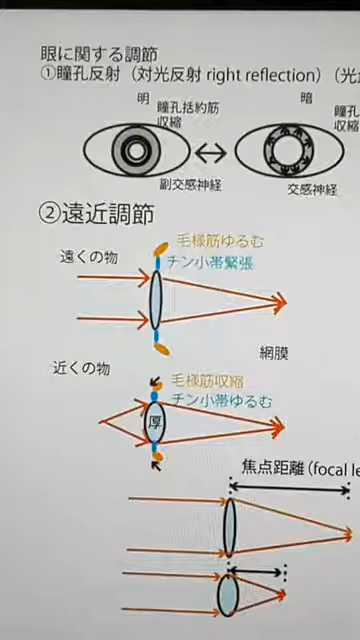 眼に関する調節
①瞳孔反射（対光反射 right reflection）（光
明
暗
瞳孔括約筋
収縮
瞳孔
収縮
副交感神経
交感神経
②遠近調節
毛様筋ゆるむ
遠くの物
チン小帯緊張
網膜
近くの物
毛様筋収縮
チン小帯ゆるむ
厚
焦点距離（focal le